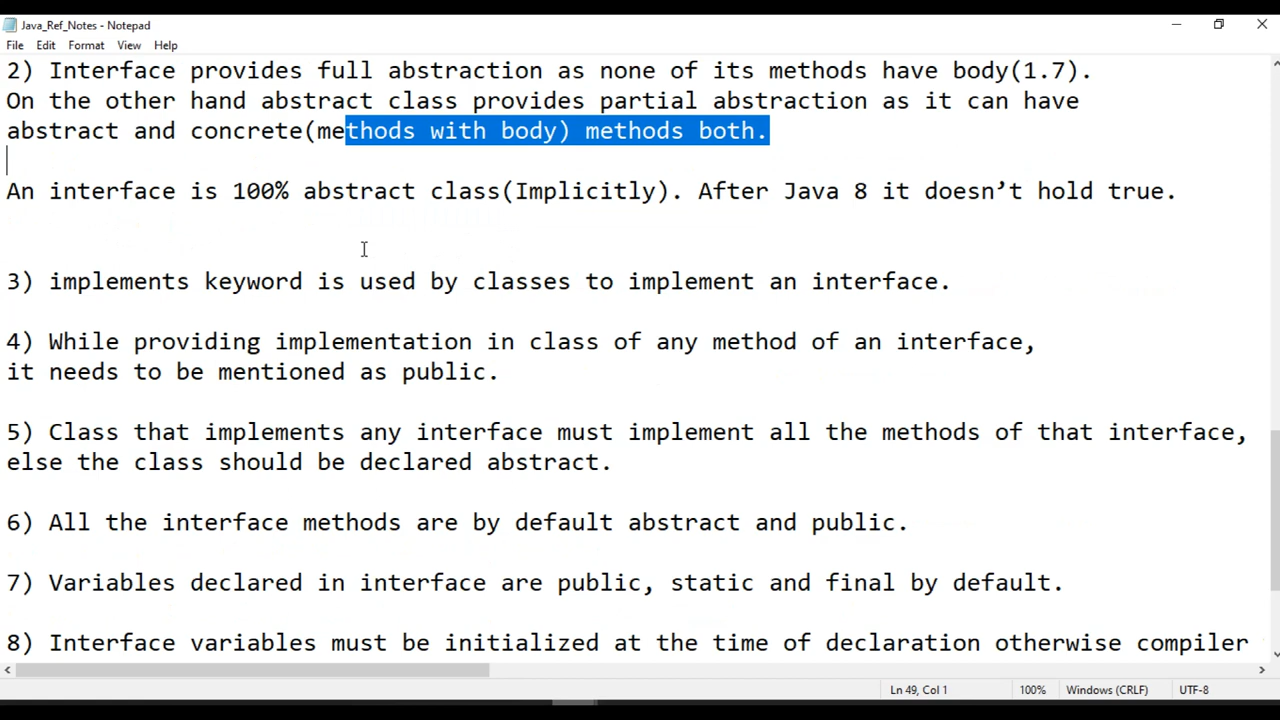 Java_Ref_Notes - Notepad
File Edit Format View Help
2) Interface provides full abstraction as none of its methods have body(1.7).
On the other hand abstract class provides partial abstraction as it can have
abstract and concrete(methods with body) methods both.
An interface is 100% abstract class(Implicitly). After Java 8 it doesn’t hold true.
3) implements keyword is used by classes to implement an interface.
4) While providing implementation in class of any method of an interface,
it needs to be mentioned as public.
5) Class that implements any interface must implement all the methods of that interface,
else the class should be declared abstract.
6) All the interface methods are by default abstract and public.
7) Variables declared in interface are public, static and final by default.
8) Interface variables must be initialized at the time of declaration otherwise compiler
Ln 49, Col 1 100% Windows (CRLF) UTF-8